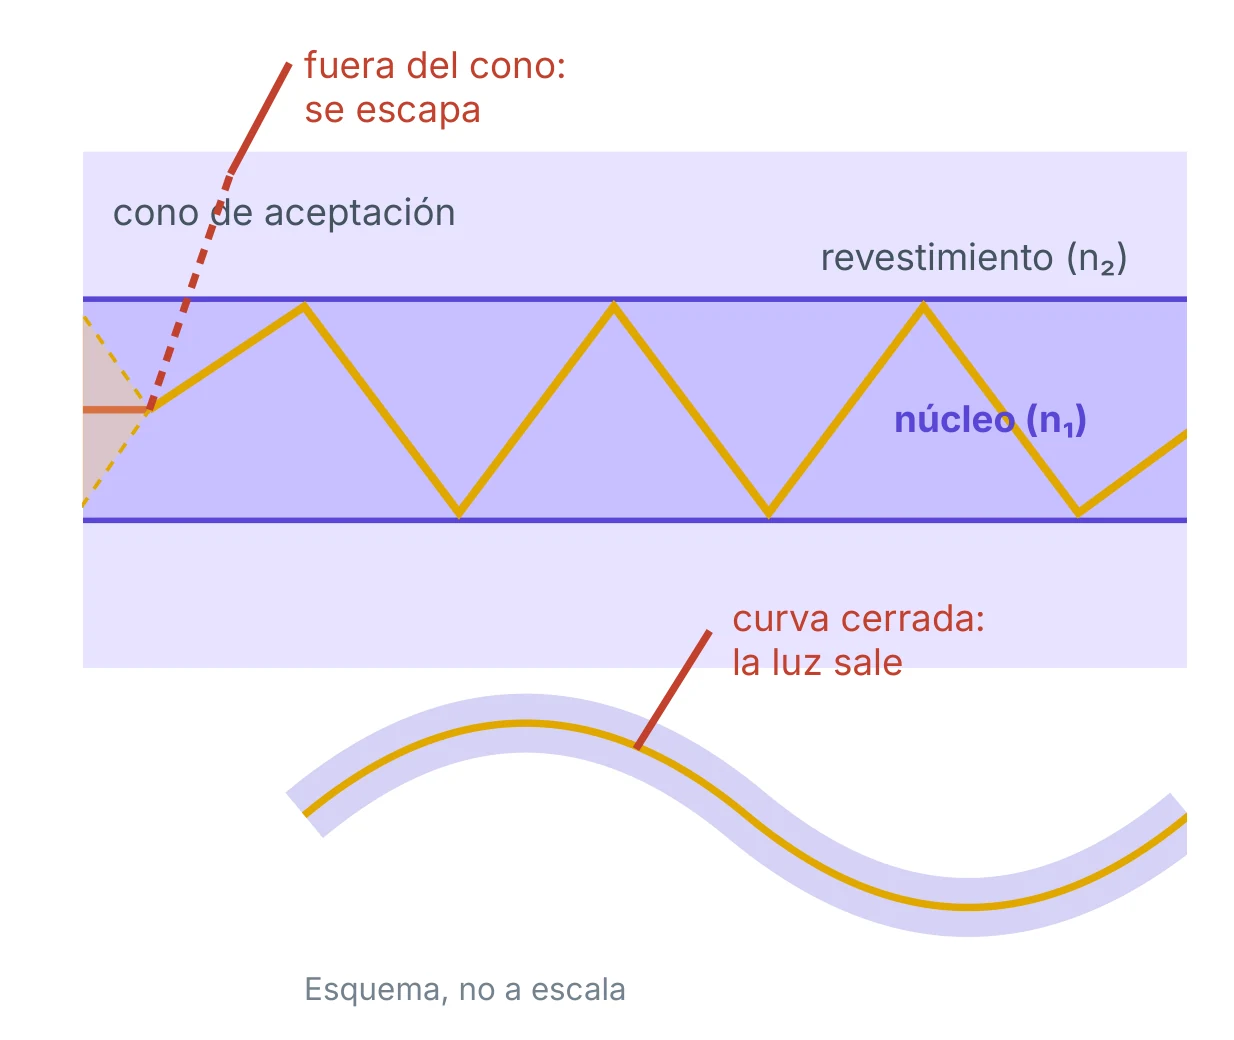 fuera del cono:
se escapa
cono de aceptación
revestimiento (n₂)
núcleo (n₁)
curva cerrada:
la luz sale
Esquema, no a escala